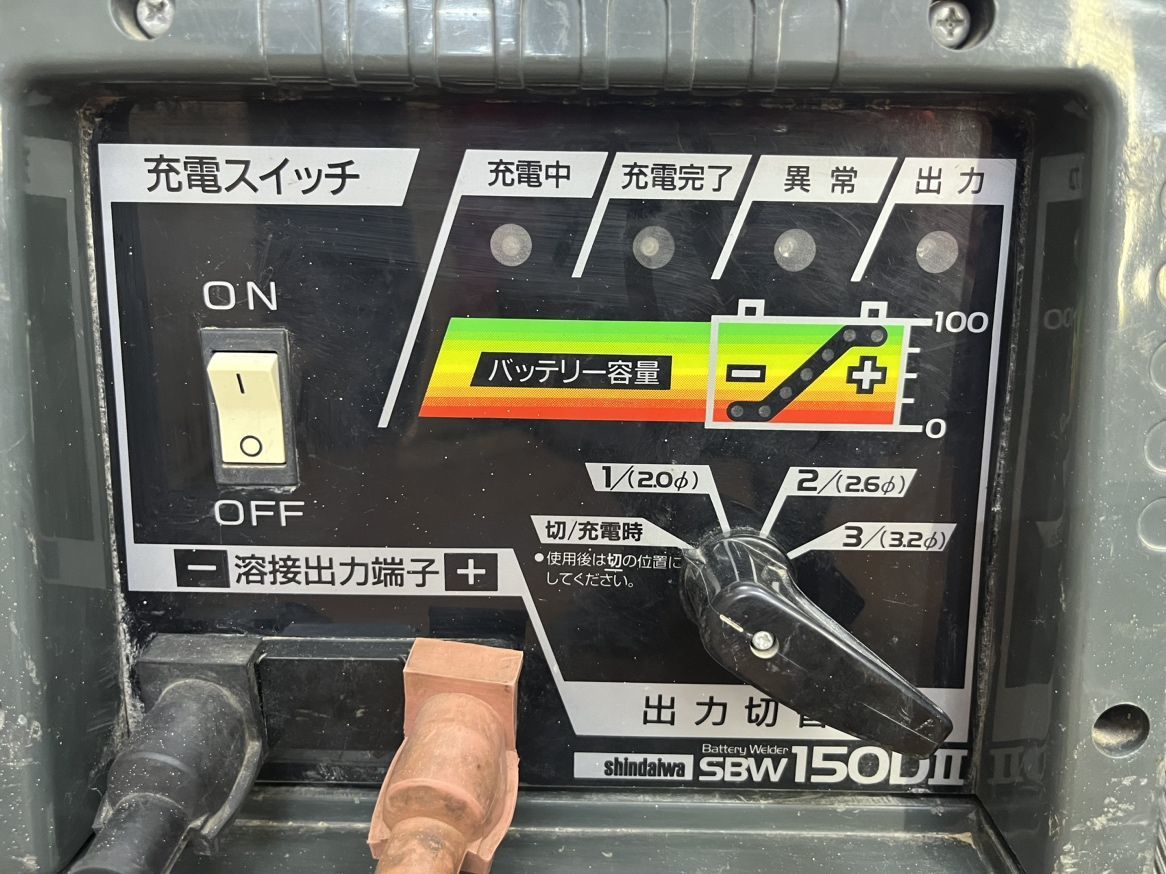 充電スイッチ
充電中
充電完了
異常
出力
ON
I
O
OFF
バッテリー容量
−
+
100
0
1/(2.0φ)
2/(2.6φ)
切/充電時
3/(3.2φ)
●使用後は切の位置に
してください。
− 溶接出力端子 +
出力切
shindaiwa
Battery Welder
SBW150DII